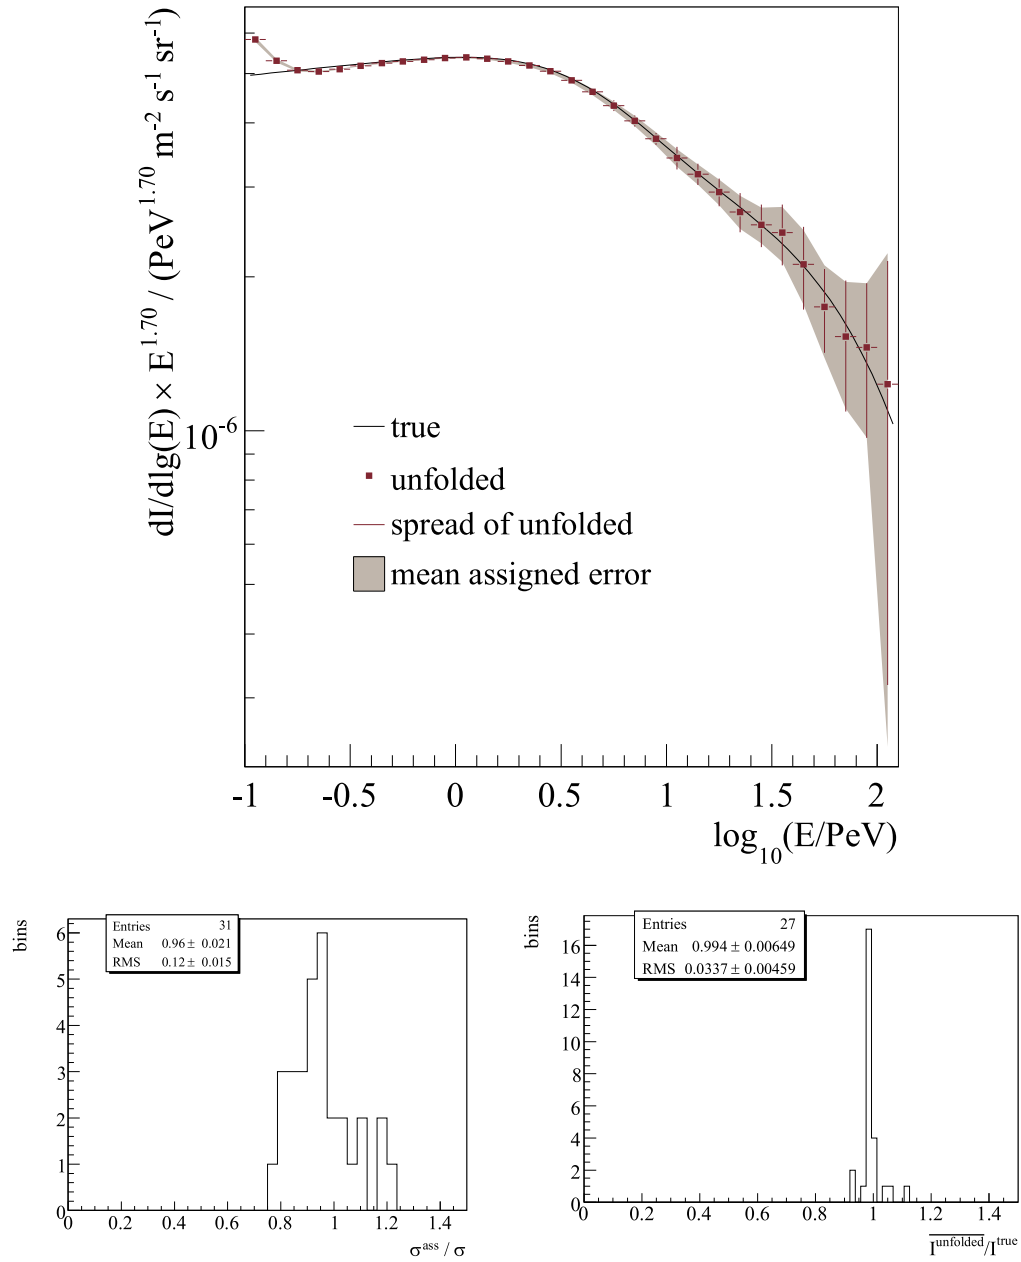 dI/dlg(E) × E^1.70 / (PeV^1.70 m^-2 s^-1 sr^-1)
10^-6
true
unfolded
spread of unfolded
mean assigned error
-1 -0.5 0 0.5 1 1.5 2
log_10(E/PeV)
bins
Entries 31
Mean 0.96 ± 0.021
RMS 0.12 ± 0.015
6
5
4
3
2
1
0
0 0.2 0.4 0.6 0.8 1 1.2 1.4
σ^ass / σ
bins
Entries 27
Mean 0.994 ± 0.00649
RMS 0.0337 ± 0.00459
16
14
12
10
8
6
4
2
0
0 0.2 0.4 0.6 0.8 1 1.2 1.4
I^unfolded/I^true